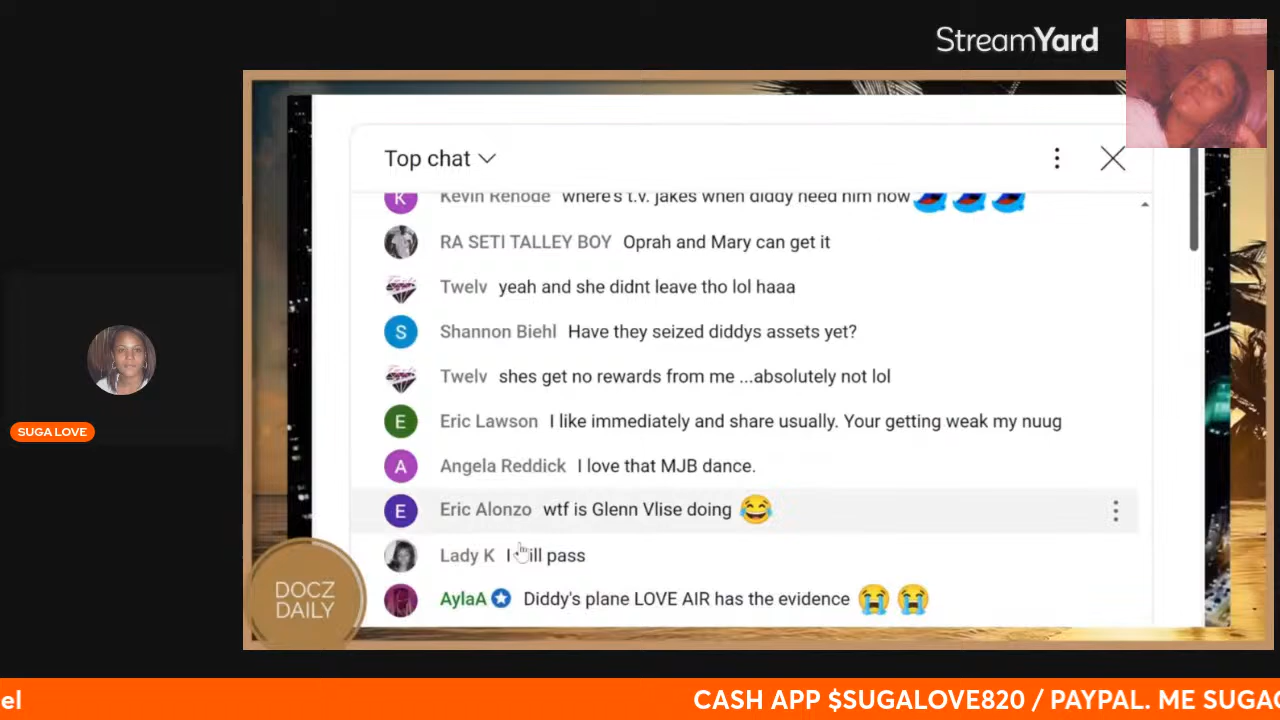 StreamYard
Top chat
K Kevin Renode where's t.v. jakes when diddy need him now
RA SETI TALLEY BOY Oprah and Mary can get it
Twelv yeah and she didnt leave tho lol haaa
S Shannon Biehl Have they seized diddys assets yet?
Twelv shes get no rewards from me ...absolutely not lol
E Eric Lawson I like immediately and share usually. Your getting weak my nuug
A Angela Reddick I love that MJB dance.
E Eric Alonzo wtf is Glenn Vlise doing 😂
Lady K I ill pass
AylaA Diddy's plane LOVE AIR has the evidence 😭 😭
SUGA LOVE
DOCZ
DAILY
el CASH APP $SUGALOVE820 / PAYPAL. ME SUGA